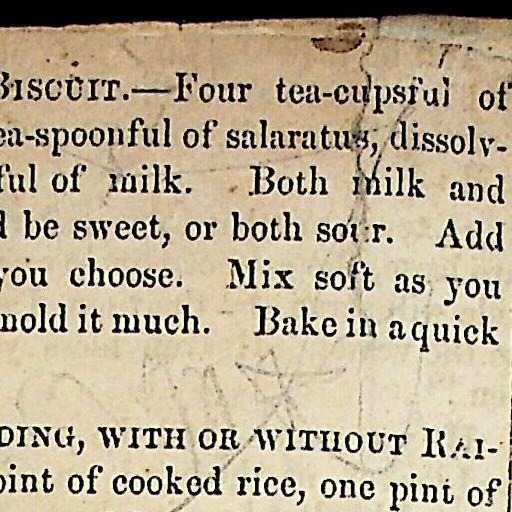 BISCUIT.—Four tea-cupsful of
ea-spoonful of salaratus, dissolv-
ful of milk. Both milk and
d be sweet, or both sour. Add
you choose. Mix soft as you
mold it much. Bake in a quick
DING, WITH OR WITHOUT RAI-
pint of cooked rice, one pint of